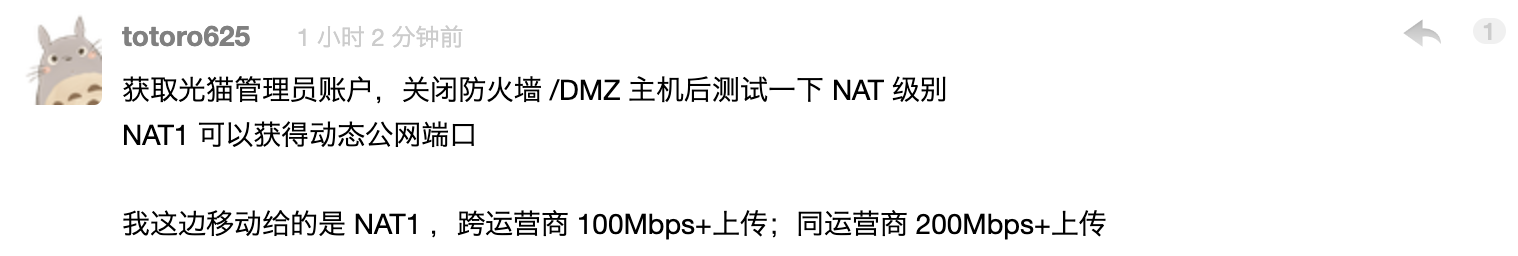 totoro625 1 小时 2 分钟前 1
获取光猫管理员账户，关闭防火墙 /DMZ 主机后测试一下 NAT 级别
NAT1 可以获得动态公网端口
我这边移动给的是 NAT1 ，跨运营商 100Mbps+上传；同运营商 200Mbps+上传